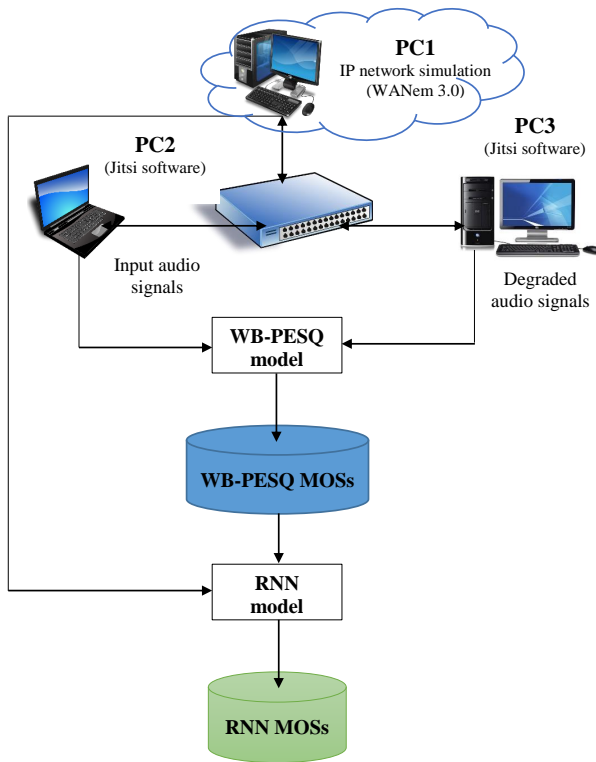 PC1
IP network simulation
(WANem 3.0)
PC2
(Jitsi software)
PC3
(Jitsi software)
Input audio
signals
Degraded
audio signals
WB-PESQ
model
WB-PESQ MOSs
RNN
model
RNN MOSs